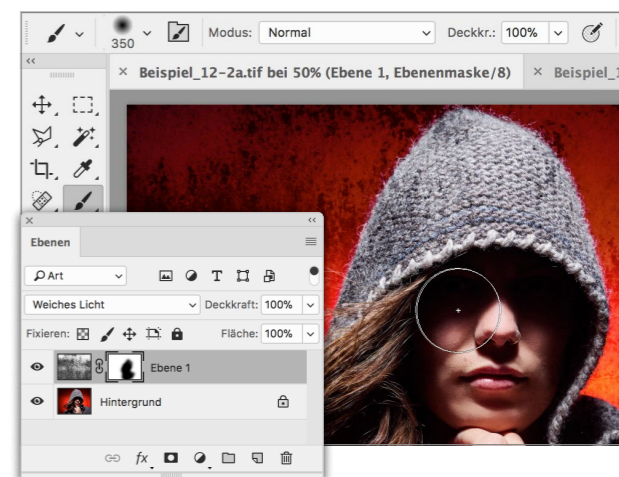 350
Modus: Normal
Deckkr.: 100%
× Beispiel_12-2a.tif bei 50% (Ebene 1, Ebenenmaske/8)
× Beispiel_1
Ebenen
Art
T
Weiches Licht
Deckkraft: 100%
Fixieren:
Fläche: 100%
Ebene 1
Hintergrund
fx